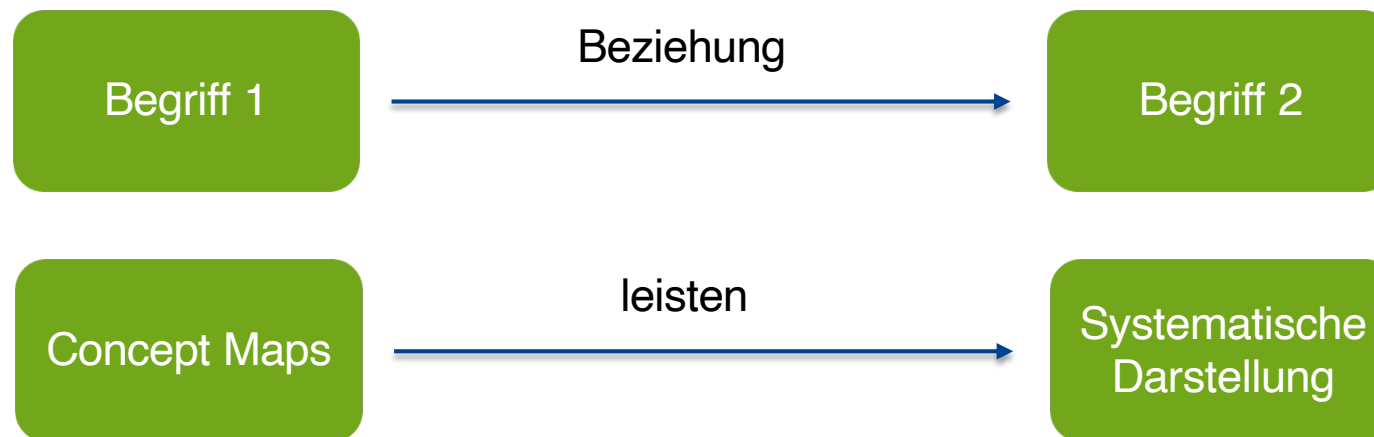 Beziehung
Begriff 1
Begriff 2
leisten
Concept Maps
Systematische
Darstellung